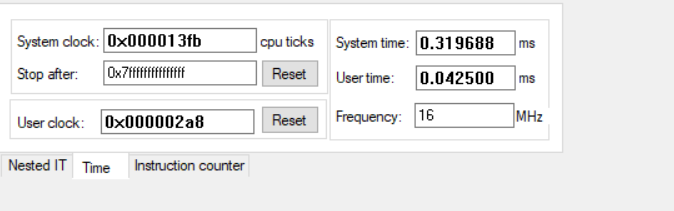 System clock: 0x000013fb cpu ticks
Stop after: 0x7fffffffffffffff Reset
User clock: 0x000002a8 Reset
System time: 0.319688 ms
User time: 0.042500 ms
Frequency: 16 MHz
Nested IT Time Instruction counter